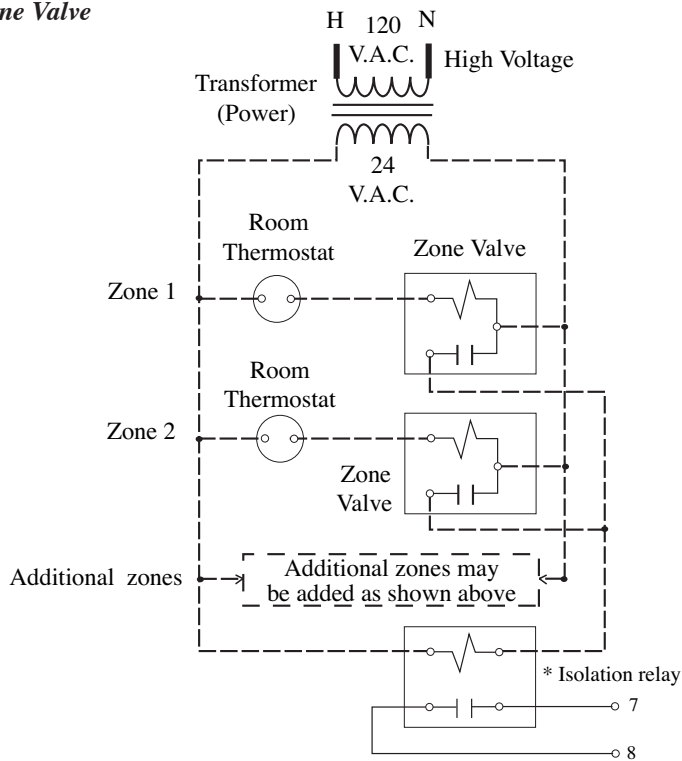 ne Valve
H 120 N
V.A.C.
High Voltage
Transformer
(Power)
24
V.A.C.
Room
Thermostat
Zone Valve
Zone 1
Room
Thermostat
Zone 2
Zone
Valve
Additional zones
Additional zones may
be added as shown above
* Isolation relay
7
8